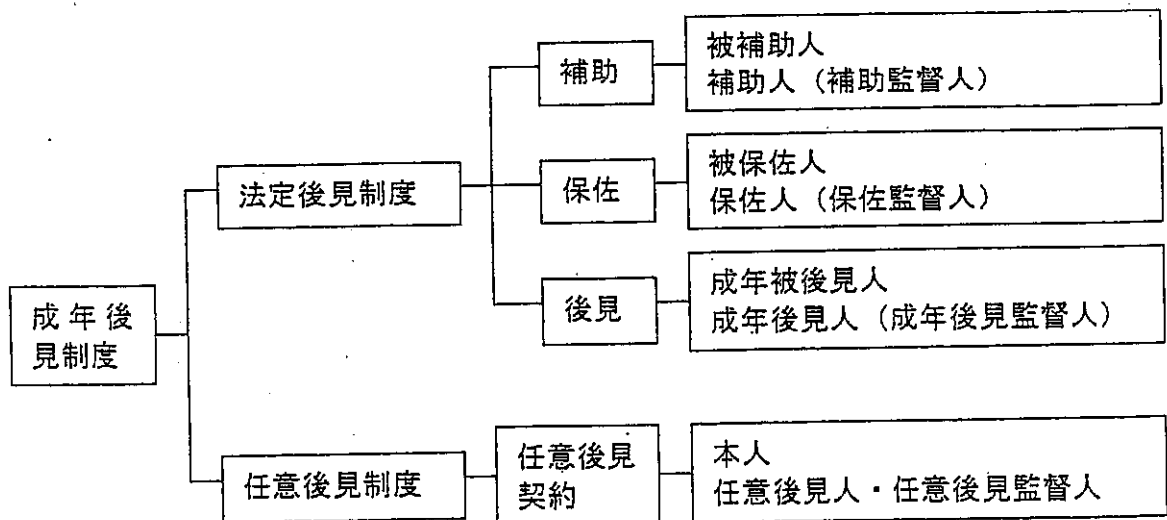 成年後
見制度
法定後見制度
補助
被補助人
補助人（補助監督人）
保佐
被保佐人
保佐人（保佐監督人）
後見
成年被後見人
成年後見人（成年後見監督人）
任意後見制度
任意後見
契約
本人
任意後見人・任意後見監督人